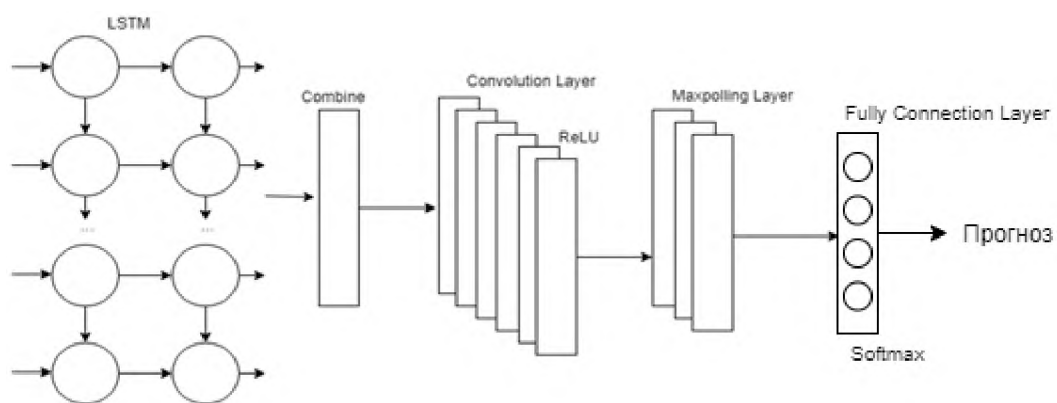 LSTM
Combine
Convolution Layer
ReLU
Maxpolling Layer
Fully Connection Layer
Softmax
Прогноз
...
...